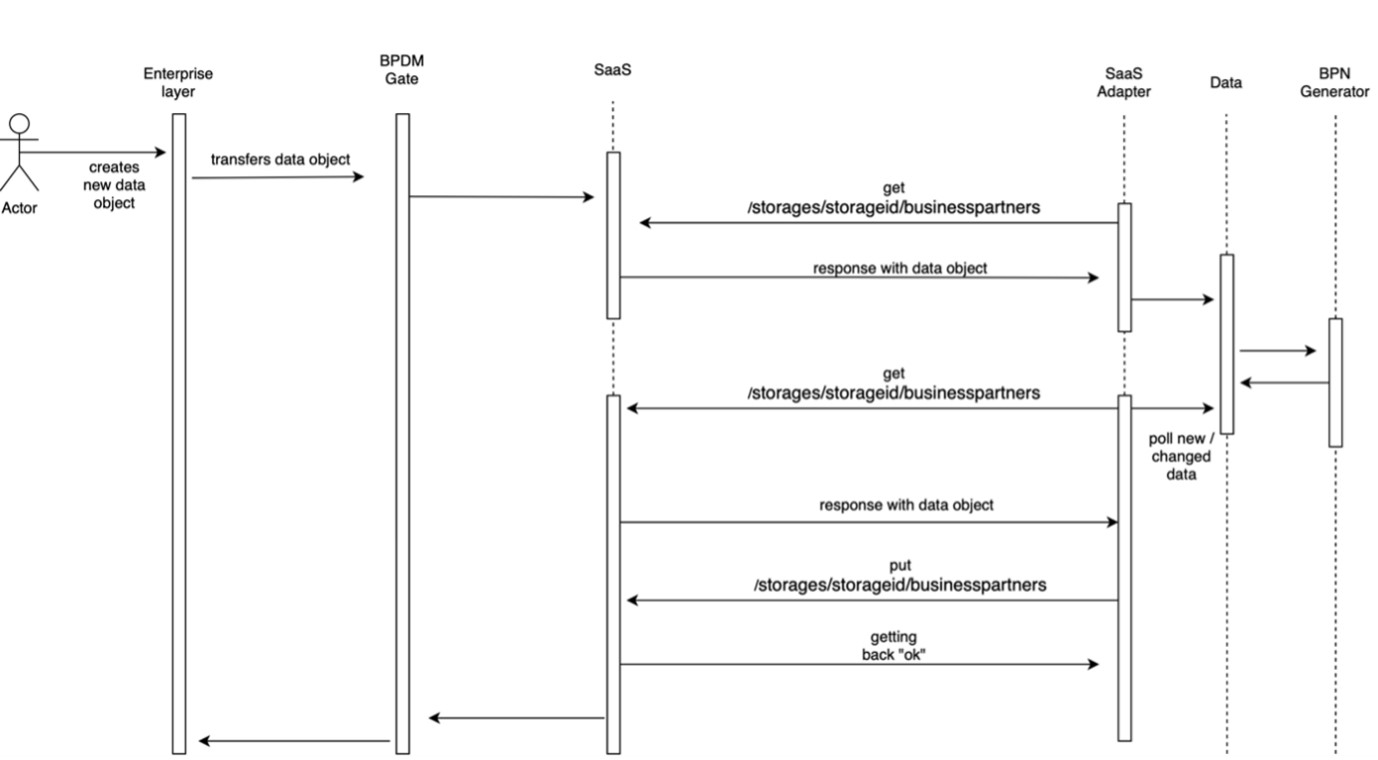 BPDM
Gate
Enterprise
layer
SaaS
SaaS
Adapter
Data
BPN
Generator
creates
new data
object
Actor
transfers data object
get
/storages/storageid/businesspartners
response with data object
get
/storages/storageid/businesspartners
poll new /
changed
data
response with data object
put
/storages/storageid/businesspartners
getting
back "ok"